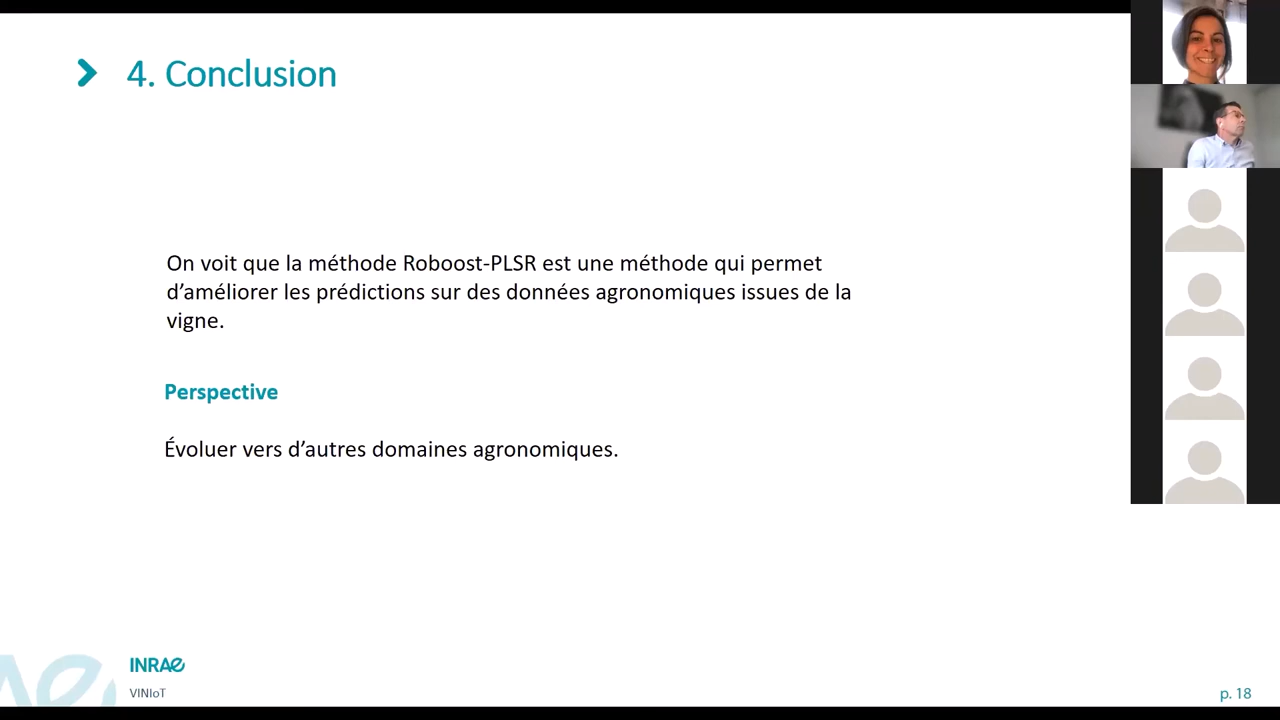 4. Conclusion
On voit que la méthode Roboost-PLSR est une méthode qui permet
d’améliorer les prédictions sur des données agronomiques issues de la
vigne.
Perspective
Évoluer vers d’autres domaines agronomiques.
INRAE
VINIoT
p. 18